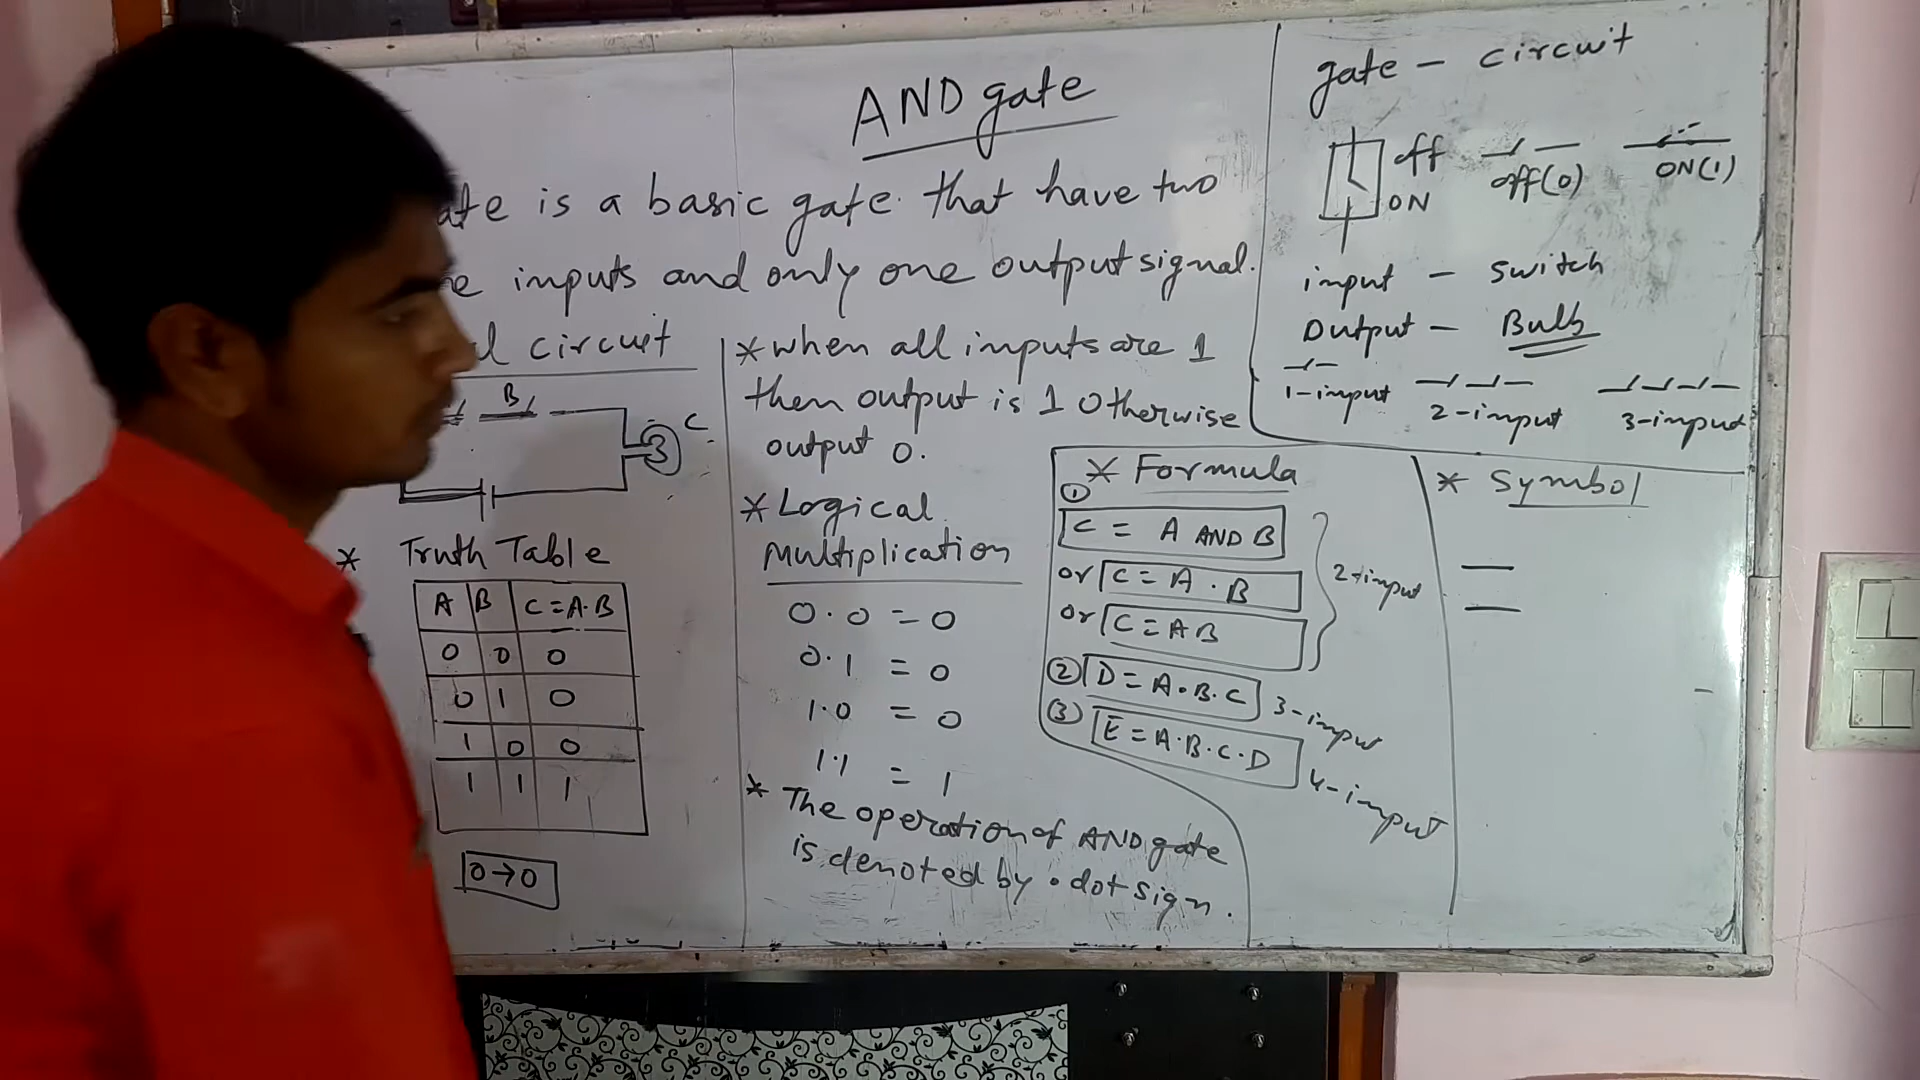 AND gate
is a basic gate. that have two
inputs and only one output signal.
circuit
B
C
* Truth Table
A B C=A·B
0 0 0
0 1 0
1 0 0
1 1 1
0→0
* when all inputs are 1
then output is 1 otherwise
output 0.
* Logical
Multiplication
0·0 = 0
0·1 = 0
1·0 = 0
1·1 = 1
* The operation of AND gate
is denoted by • dot sign.
gate - circuit
off
ON
off(0)
ON(1)
input - switch
Output - Bulb
1-input 2-input 3-input
* Formula
① C = A AND B
or C = A · B
or C = AB
2-input
② D = A·B·C 3-input
③ E = A·B·C·D 4-input
* Symbol